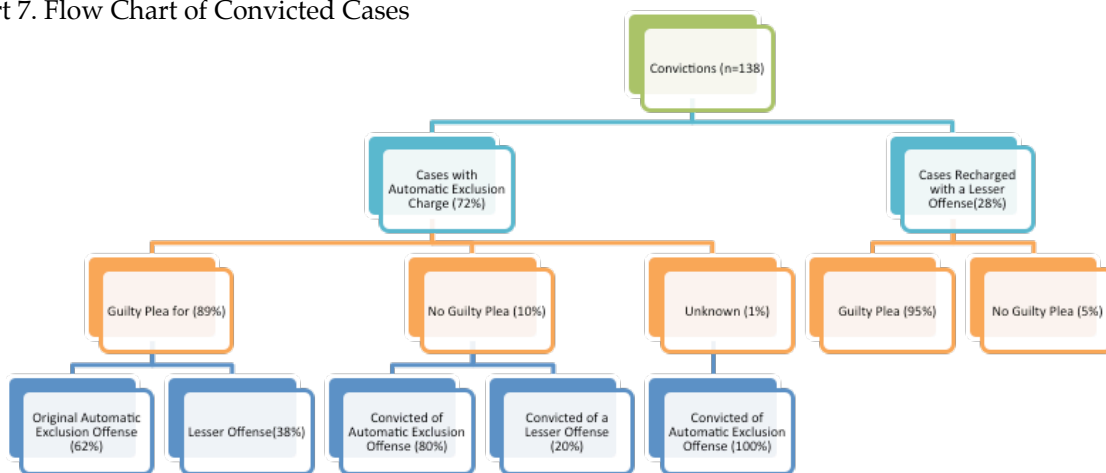 rt 7. Flow Chart of Convicted Cases
Convictions (n=138)
Cases with
Automatic Exclusion
Charge (72%)
Cases Recharged
with a Lesser
Offense(28%)
Guilty Plea for (89%)
No Guilty Plea (10%)
Unknown (1%)
Guilty Plea (95%)
No Guilty Plea (5%)
Original Automatic
Exclusion Offense
(62%)
Lesser Offense(38%)
Convicted of
Automatic Exclusion
Offense (80%)
Convicted of a
Lesser Offense
(20%)
Convicted of
Automatic Exclusion
Offense (100%)